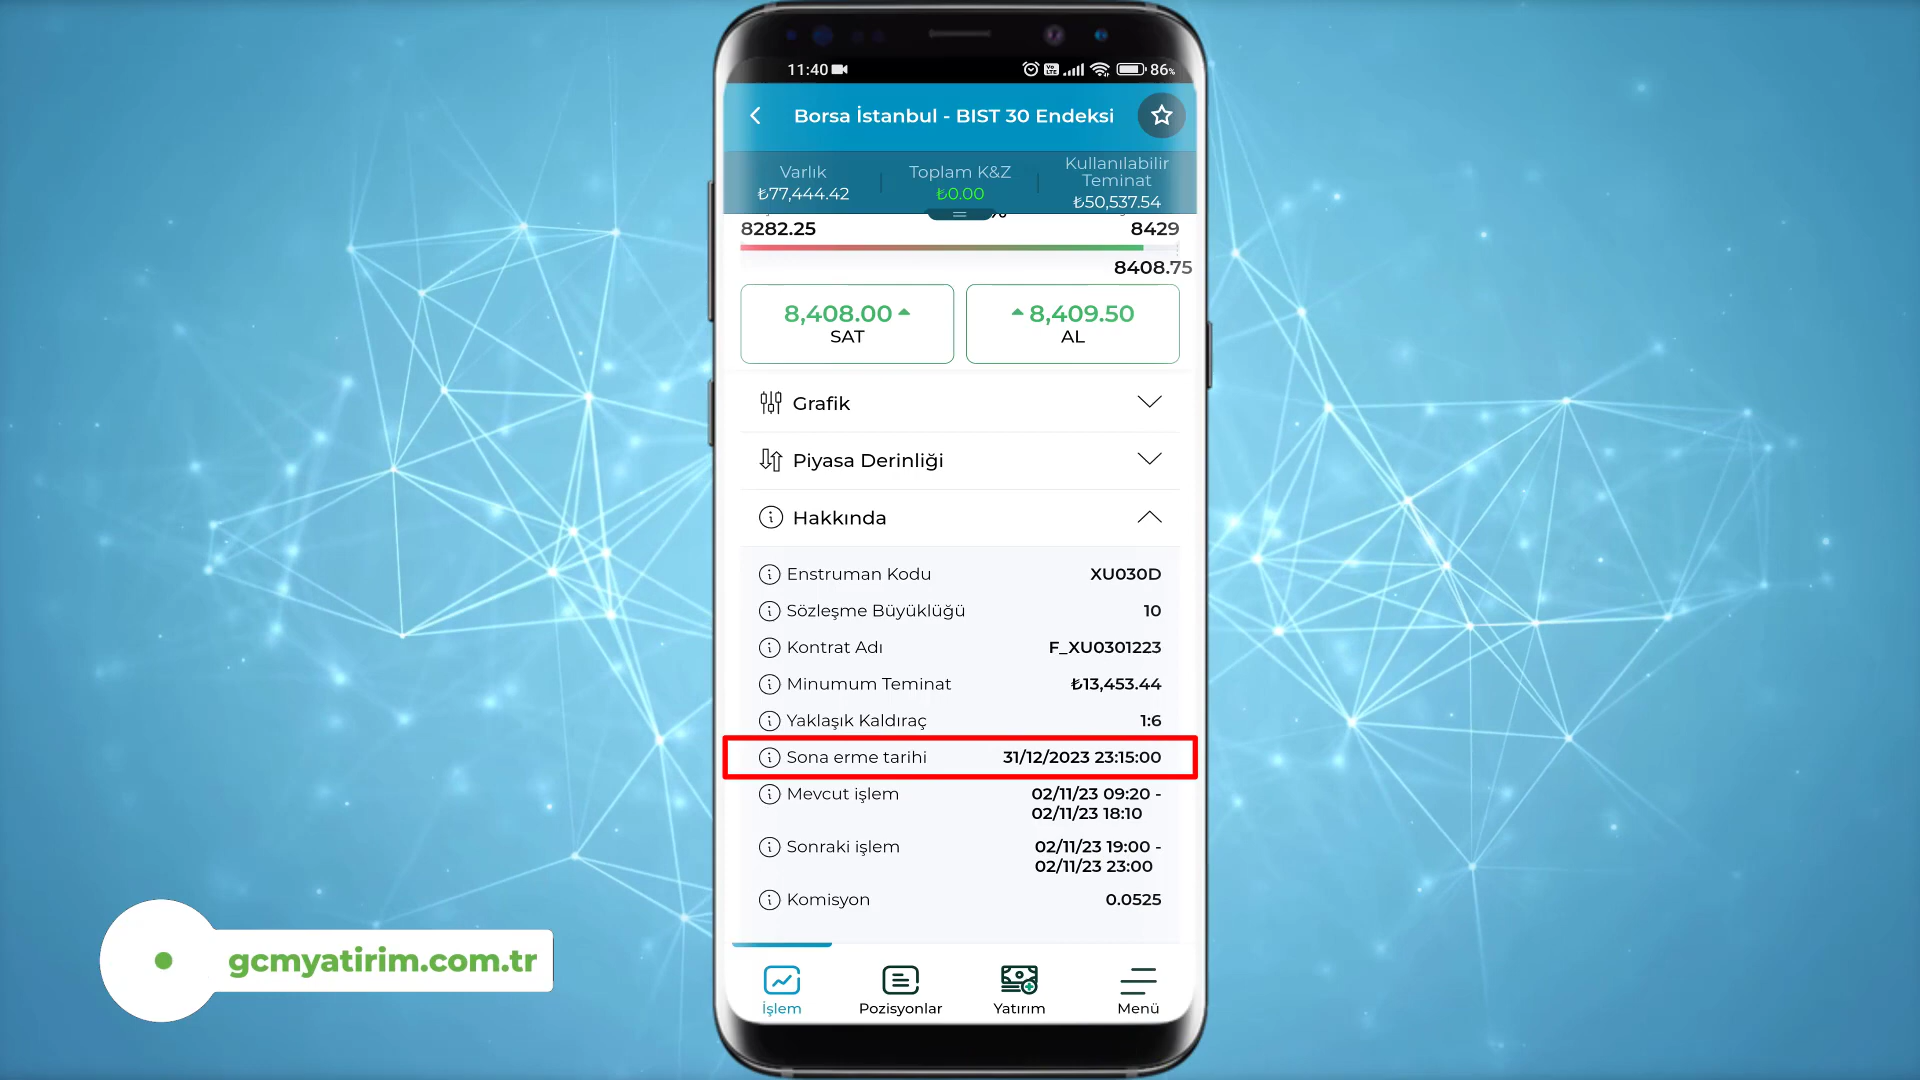 11:40
86%
Borsa İstanbul - BIST 30 Endeksi
Varlık
₺77,444.42
Toplam K&Z
₺0.00
Kullanılabilir
Teminat
₺50,537.54
8282.25
8429
8408.75
8,408.00
SAT
8,409.50
AL
Grafik
Piyasa Derinliği
Hakkında
Enstruman Kodu XU030D
Sözleşme Büyüklüğü 10
Kontrat Adı F_XU0301223
Minumum Teminat ₺13,453.44
Yaklaşık Kaldıraç 1:6
Sona erme tarihi 31/12/2023 23:15:00
Mevcut işlem 02/11/23 09:20 -
02/11/23 18:10
Sonraki işlem 02/11/23 19:00 -
02/11/23 23:00
Komisyon 0.0525
gcmyatirim.com.tr
İşlem
Pozisyonlar
Yatırım
Menü